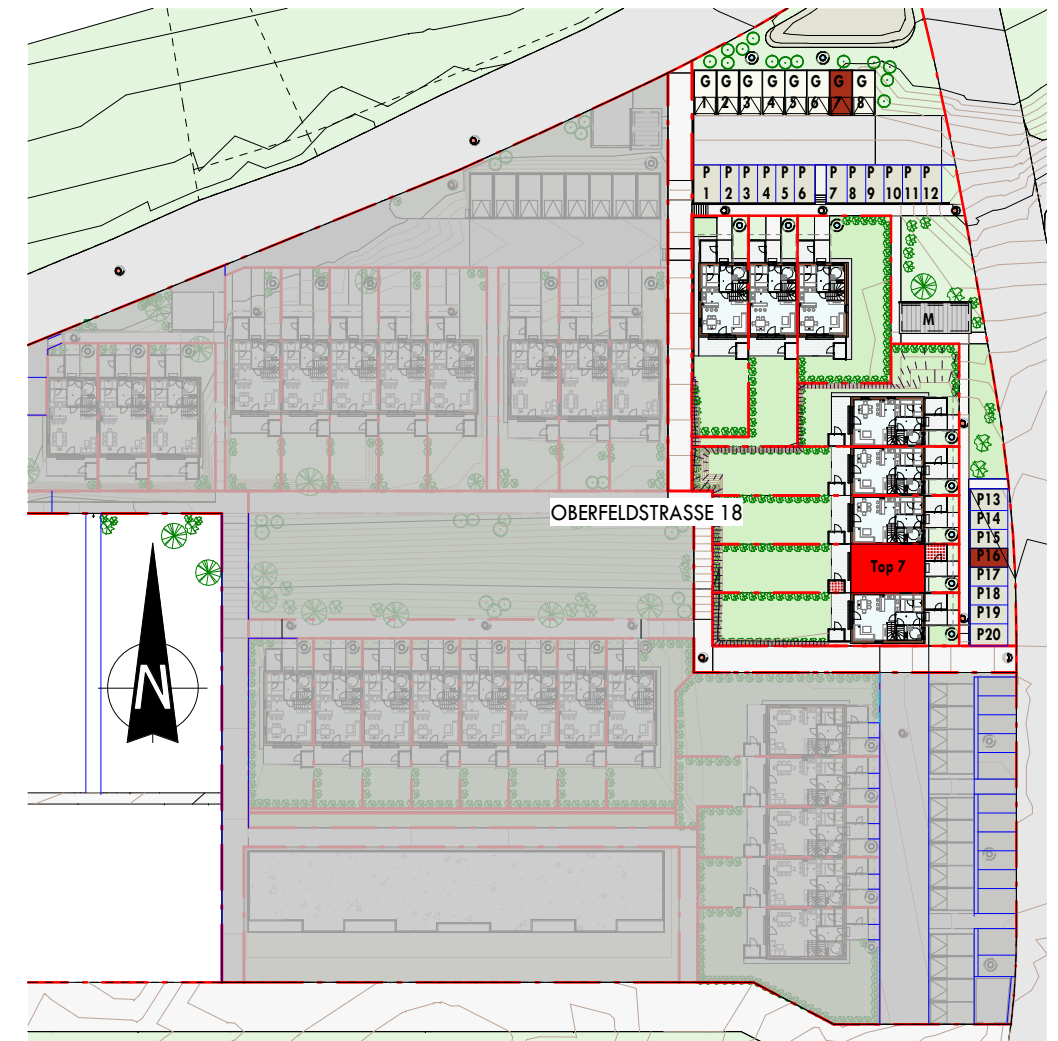 G G G G G G G G
1 2 3 4 5 6 7 8
P P P P P P P P P P P P
1 2 3 4 5 6 7 8 9 10 11 12
M
OBERFELDSTRASSE 18
P13
P14
P15
P16
Top 7
P17
P18
P19
P20
N